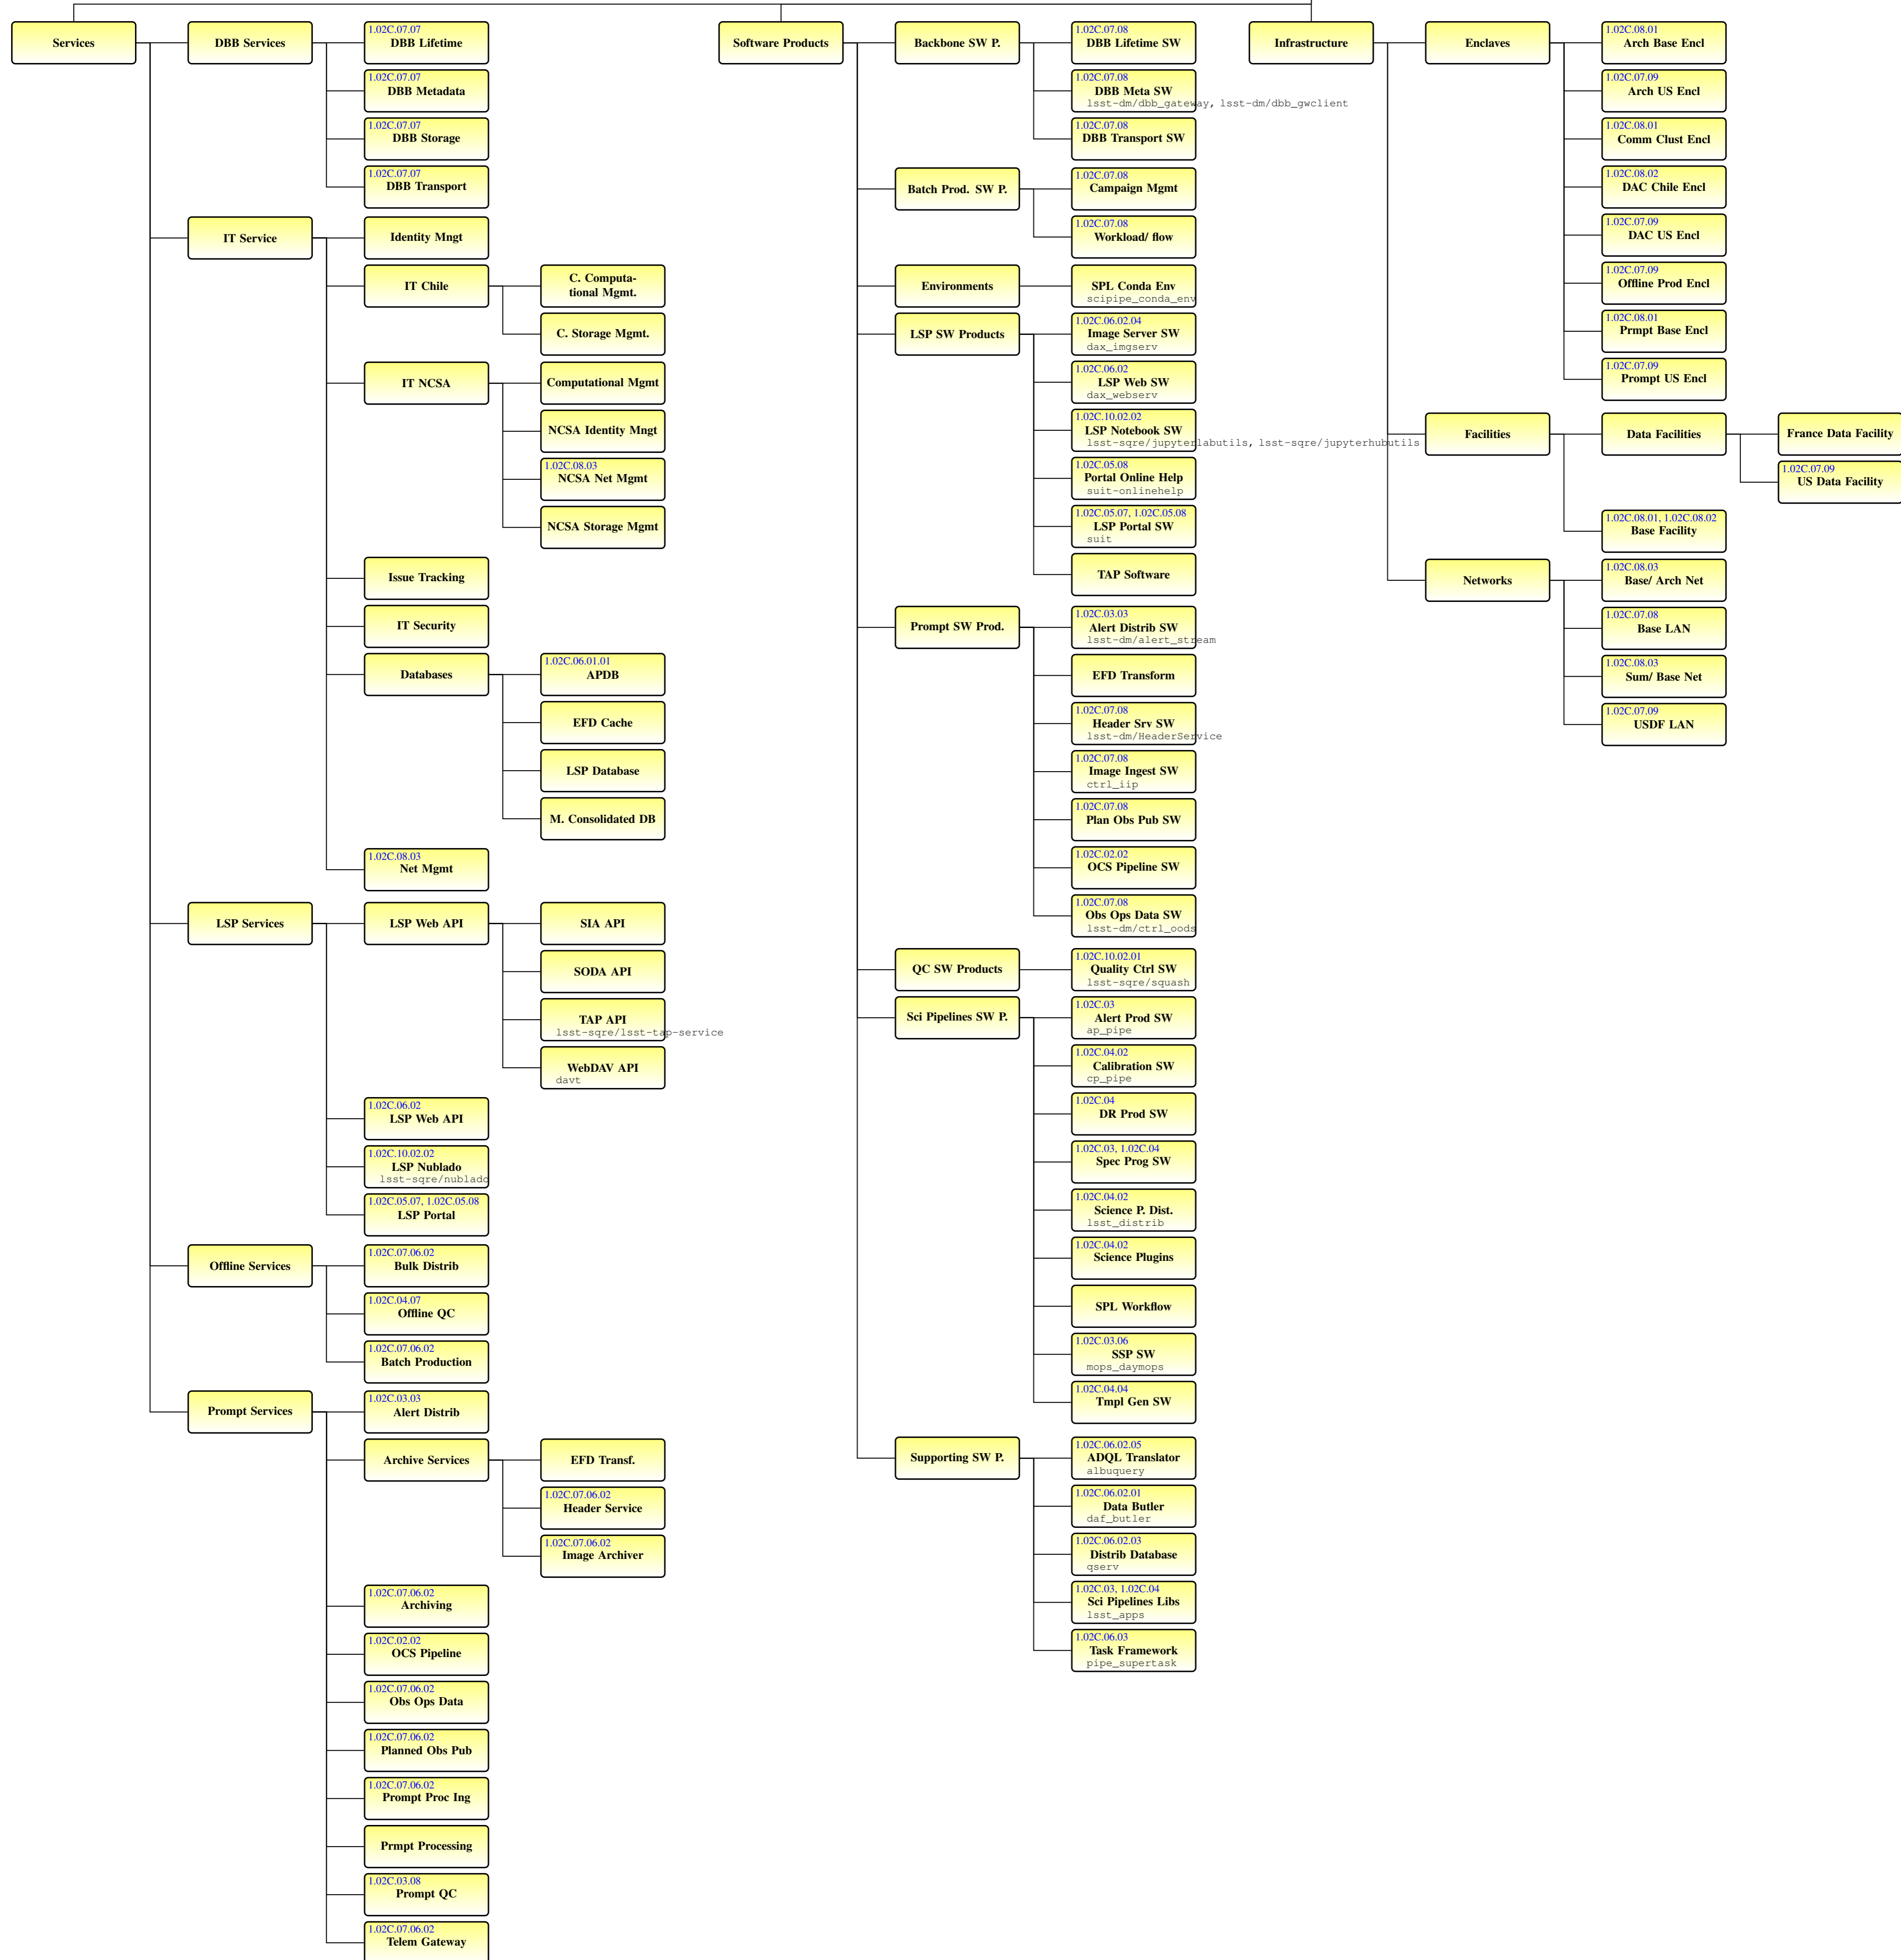 Services
DBB Services
1.02C.07.07
DBB Lifetime
1.02C.07.07
DBB Metadata
1.02C.07.07
DBB Storage
1.02C.07.07
DBB Transport
IT Service
Identity Mngt
IT Chile
C. Computa-
tional Mgmt.
C. Storage Mgmt.
IT NCSA
Computational Mgmt
NCSA Identity Mngt
1.02C.08.03
NCSA Net Mgmt
NCSA Storage Mgmt
Issue Tracking
IT Security
Databases
1.02C.06.01.01
APDB
EFD Cache
LSP Database
M. Consolidated DB
1.02C.08.03
Net Mgmt
LSP Services
LSP Web API
SIA API
SODA API
TAP API
lsst-sqre/lsst-tap-service
WebDAV API
davt
1.02C.06.02
LSP Web API
1.02C.10.02.02
LSP Nublado
lsst-sqre/nublado
1.02C.05.07, 1.02C.05.08
LSP Portal
Offline Services
1.02C.07.06.02
Bulk Distrib
1.02C.04.07
Offline QC
1.02C.07.06.02
Batch Production
Prompt Services
1.02C.03.03
Alert Distrib
Archive Services
EFD Transf.
1.02C.07.06.02
Header Service
1.02C.07.06.02
Image Archiver
1.02C.07.06.02
Archiving
1.02C.02.02
OCS Pipeline
1.02C.07.06.02
Obs Ops Data
1.02C.07.06.02
Planned Obs Pub
1.02C.07.06.02
Prompt Proc Ing
Prmpt Processing
1.02C.03.08
Prompt QC
1.02C.07.06.02
Telem Gateway
Software Products
Backbone SW P.
1.02C.07.08
DBB Lifetime SW
1.02C.07.08
DBB Meta SW
lsst-dm/dbb_gateway, lsst-dm/dbb_gwclient
1.02C.07.08
DBB Transport SW
Batch Prod. SW P.
1.02C.07.08
Campaign Mgmt
1.02C.07.08
Workload/ flow
Environments
SPL Conda Env
scipipe_conda_env
LSP SW Products
1.02C.06.02.04
Image Server SW
dax_imgserv
1.02C.06.02
LSP Web SW
dax_webserv
1.02C.10.02.02
LSP Notebook SW
lsst-sqre/jupyterlabutils, lsst-sqre/jupyterhubutils
1.02C.05.08
Portal Online Help
suit-onlinehelp
1.02C.05.07, 1.02C.05.08
LSP Portal SW
suit
TAP Software
Prompt SW Prod.
1.02C.03.03
Alert Distrib SW
lsst-dm/alert_stream
EFD Transform
1.02C.07.08
Header Srv SW
lsst-dm/HeaderService
1.02C.07.08
Image Ingest SW
ctrl_iip
1.02C.07.08
Plan Obs Pub SW
1.02C.02.02
OCS Pipeline SW
1.02C.07.08
Obs Ops Data SW
lsst-dm/ctrl_oods
QC SW Products
1.02C.10.02.01
Quality Ctrl SW
lsst-sqre/squash
Sci Pipelines SW P.
1.02C.03
Alert Prod SW
ap_pipe
1.02C.04.02
Calibration SW
cp_pipe
1.02C.04
DR Prod SW
1.02C.03, 1.02C.04
Spec Prog SW
1.02C.04.02
Science P. Dist.
lsst_distrib
1.02C.04.02
Science Plugins
SPL Workflow
1.02C.03.06
SSP SW
mops_daymops
1.02C.04.04
Tmpl Gen SW
Supporting SW P.
1.02C.06.02.05
ADQL Translator
albuquery
1.02C.06.02.01
Data Butler
daf_butler
1.02C.06.02.03
Distrib Database
qserv
1.02C.03, 1.02C.04
Sci Pipelines Libs
lsst_apps
1.02C.06.03
Task Framework
pipe_supertask
Infrastructure
Enclaves
1.02C.08.01
Arch Base Encl
1.02C.07.09
Arch US Encl
1.02C.08.01
Comm Clust Encl
1.02C.08.02
DAC Chile Encl
1.02C.07.09
DAC US Encl
1.02C.07.09
Offline Prod Encl
1.02C.08.01
Prmpt Base Encl
1.02C.07.09
Prompt US Encl
Facilities
Data Facilities
France Data Facility
1.02C.07.09
US Data Facility
1.02C.08.01, 1.02C.08.02
Base Facility
Networks
1.02C.08.03
Base/ Arch Net
1.02C.07.08
Base LAN
1.02C.08.03
Sum/ Base Net
1.02C.07.09
USDF LAN